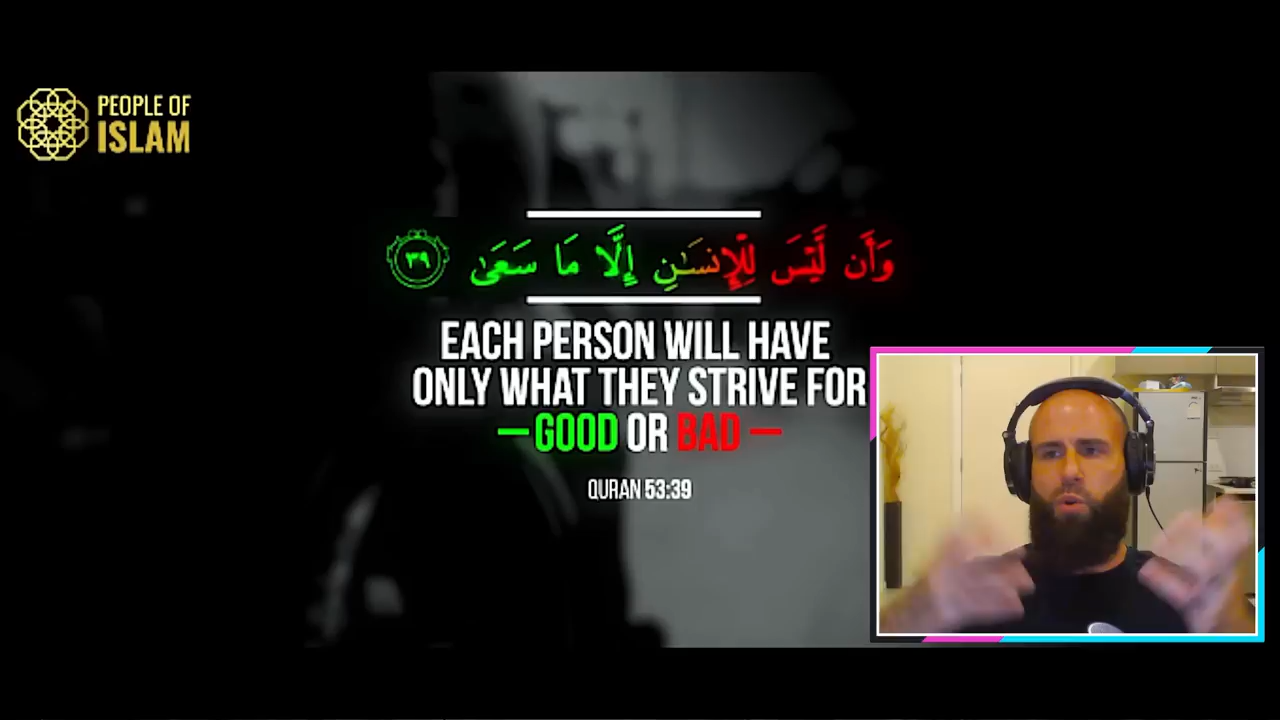 PEOPLE OF
ISLAM
وَأَن لَّيْسَ لِلْإِنسَـٰنِ إِلَّا مَا سَعَىٰ ٣٩
EACH PERSON WILL HAVE
ONLY WHAT THEY STRIVE FOR
— GOOD OR BAD —
QURAN 53:39